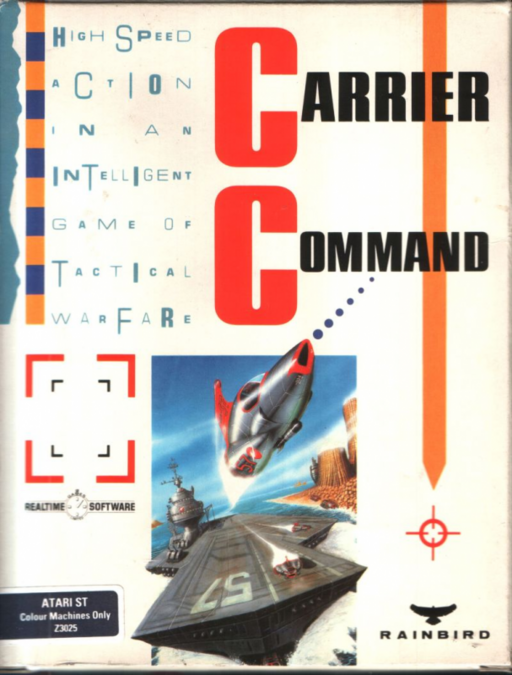 HIGH SPEED
ACTION
IN AN
INTELLIGENT
GAME OF
TACTICAL
WARFARE
CARRIER
COMMAND
REALTIME SOFTWARE
57
ATARI ST
Colour Machines Only
Z3025
RAINBIRD